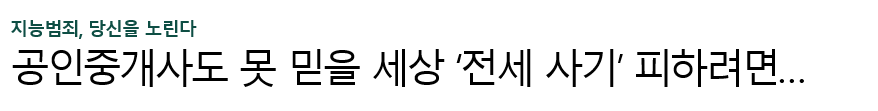 지능범죄, 당신을 노린다
공인중개사도 못 믿을 세상 ‘전세 사기’ 피하려면…